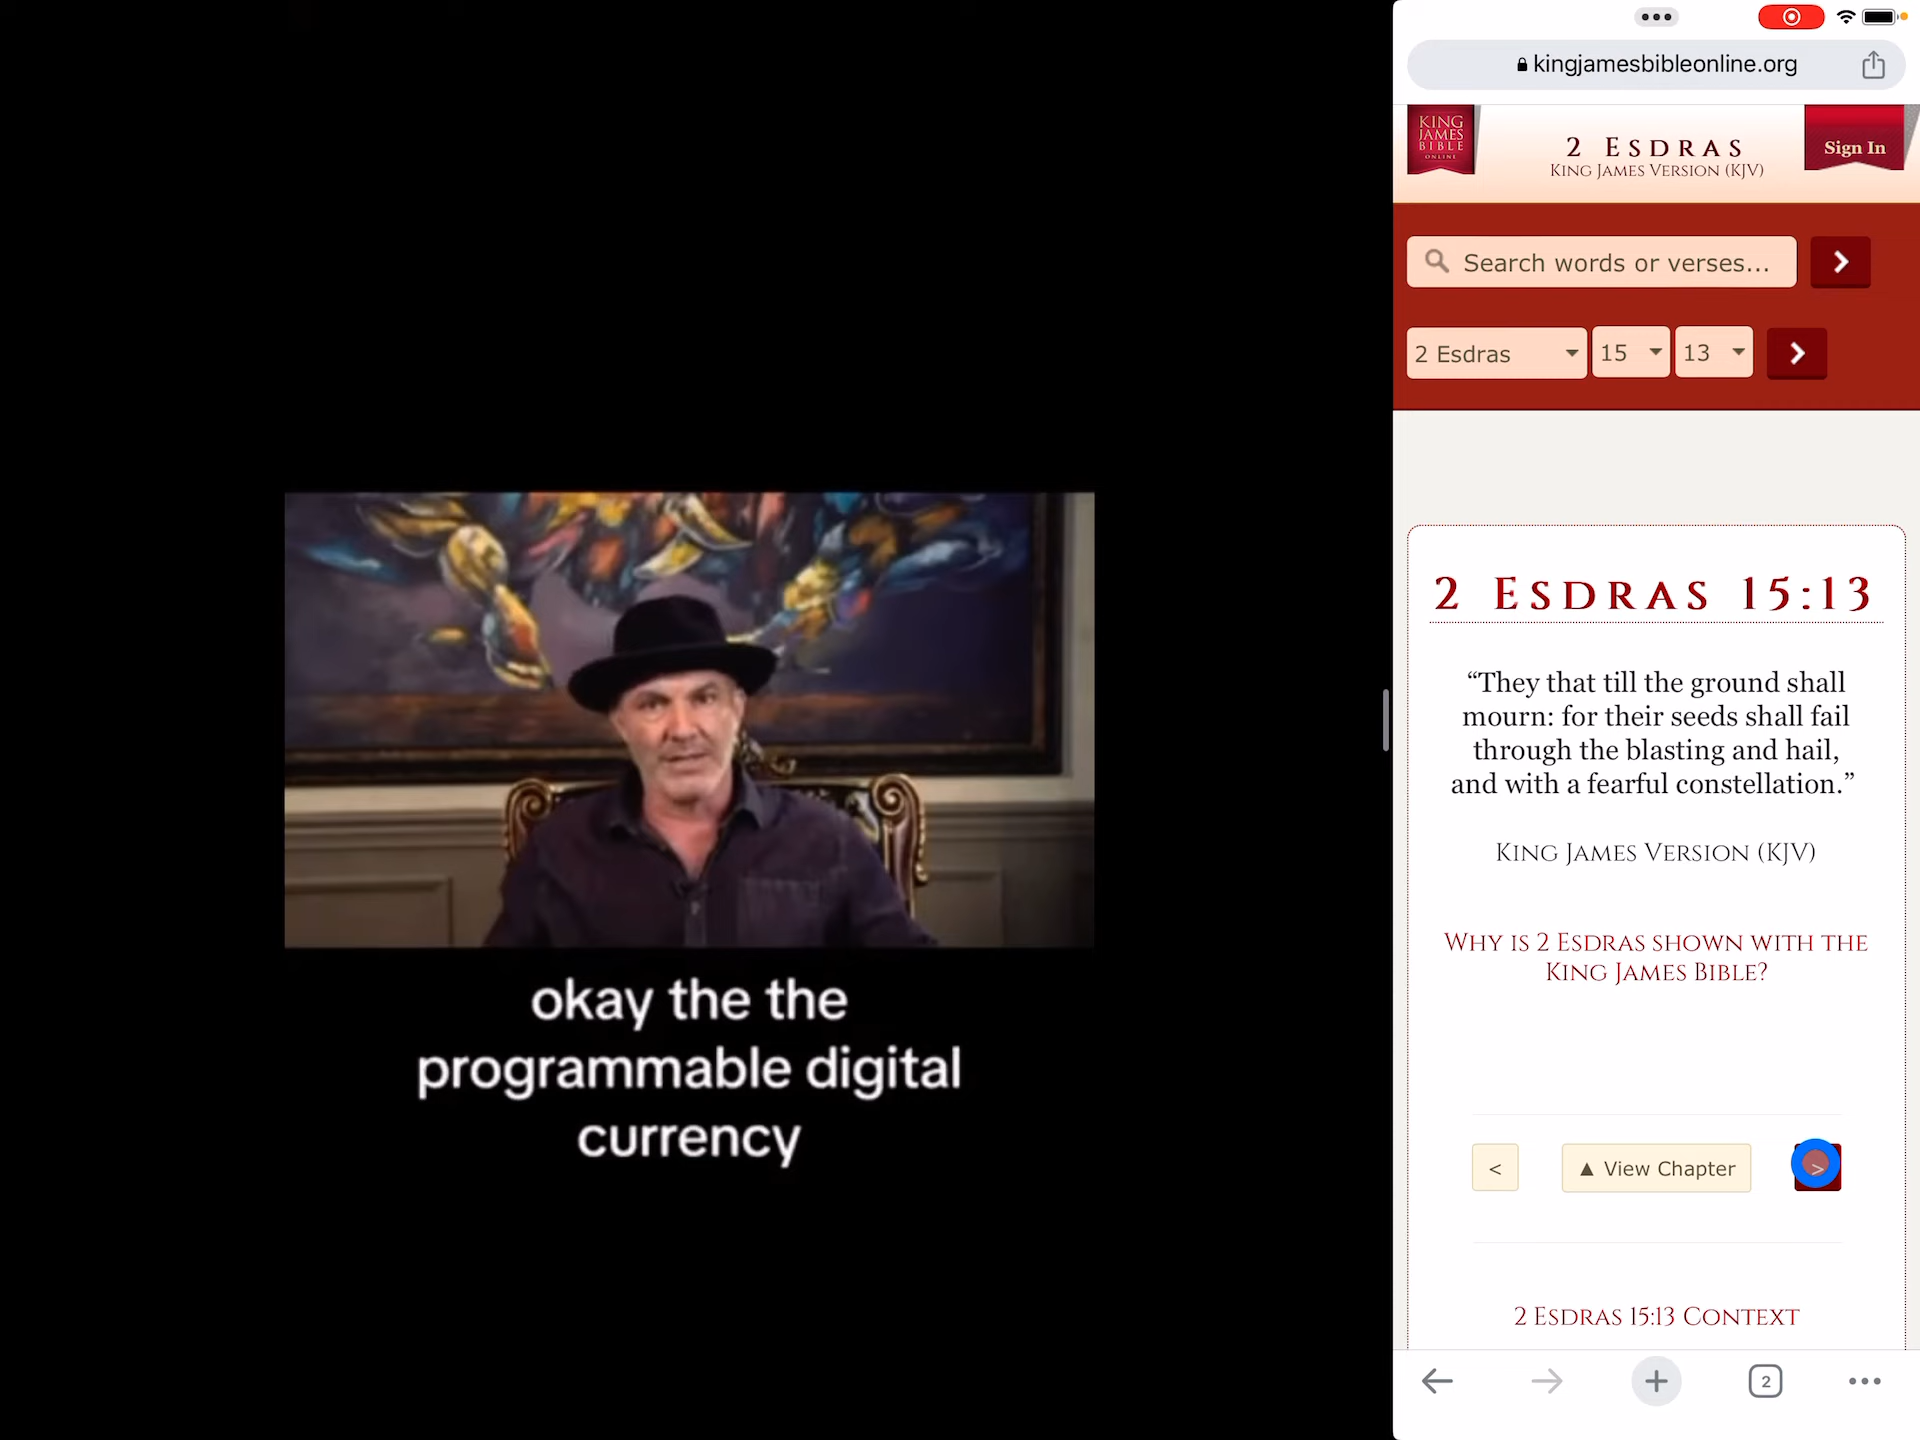 okay the the
programmable digital
currency
kingjamesbibleonline.org
KING
JAMES
BIBLE
ONLINE
2 ESDRAS
KING JAMES VERSION (KJV)
Sign In
Search words or verses...
2 Esdras
15
13
2 ESDRAS 15:13
“They that till the ground shall
mourn: for their seeds shall fail
through the blasting and hail,
and with a fearful constellation.”
KING JAMES VERSION (KJV)
WHY IS 2 ESDRAS SHOWN WITH THE
KING JAMES BIBLE?
< ▲ View Chapter >
2 ESDRAS 15:13 CONTEXT
2